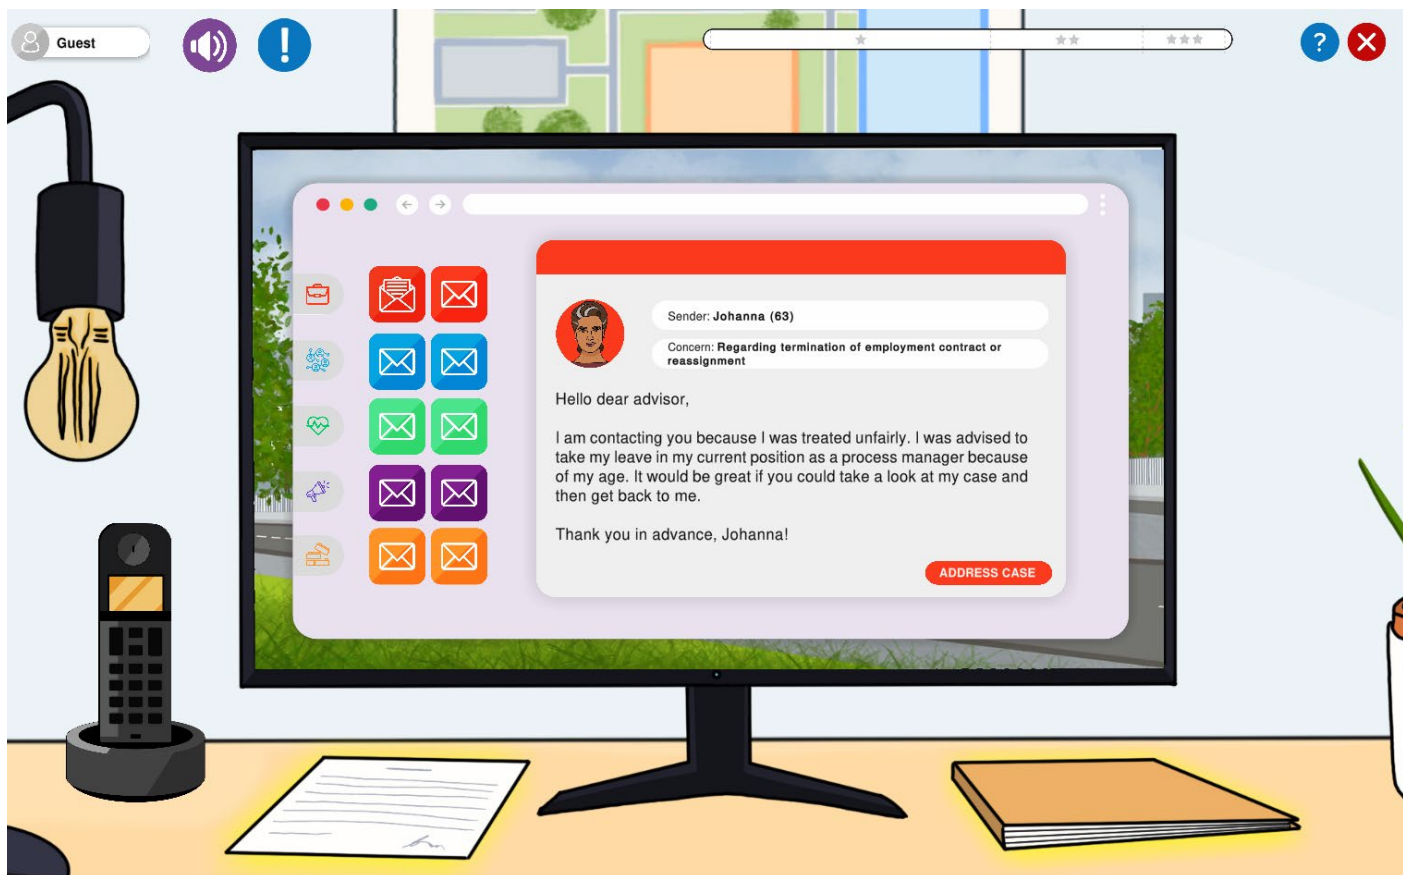 Guest
?
Sender: Johanna (63)
Concern: Regarding termination of employment contract or
reassignment
Hello dear advisor,
I am contacting you because I was treated unfairly. I was advised to
take my leave in my current position as a process manager because
of my age. It would be great if you could take a look at my case and
then get back to me.
Thank you in advance, Johanna!
ADDRESS CASE